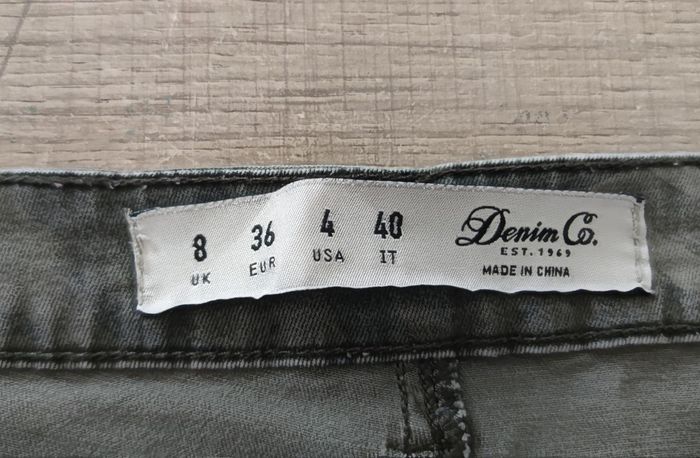 8 36 4 40
UK EUR USA IT
Denim Co.
EST. 1969
MADE IN CHINA